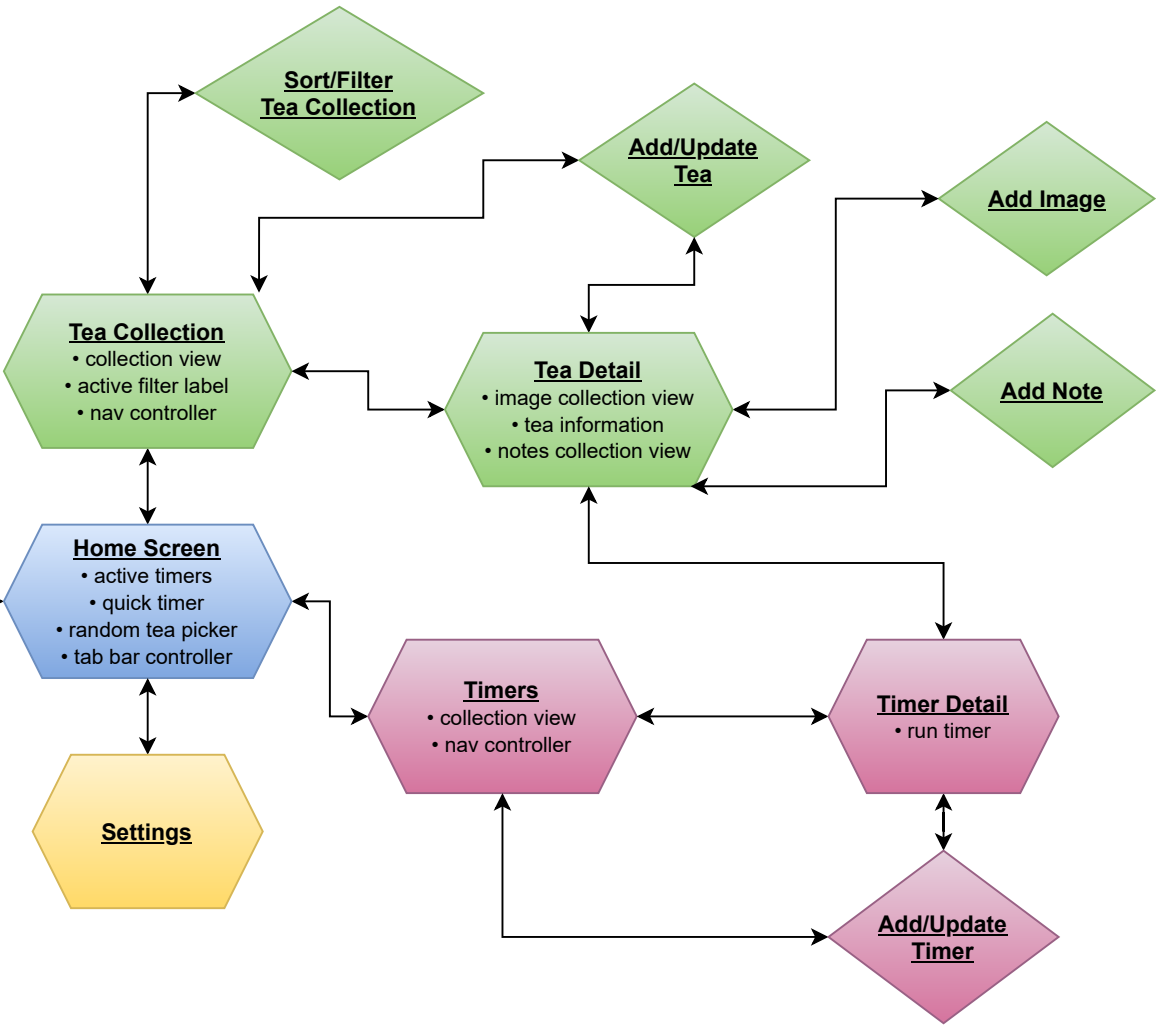 Sort/Filter
Tea Collection
Add/Update
Tea
Add Image
Tea Collection
• collection view
• active filter label
• nav controller
Tea Detail
• image collection view
• tea information
• notes collection view
Add Note
Home Screen
• active timers
• quick timer
• random tea picker
• tab bar controller
Timers
• collection view
• nav controller
Timer Detail
• run timer
Settings
Add/Update
Timer